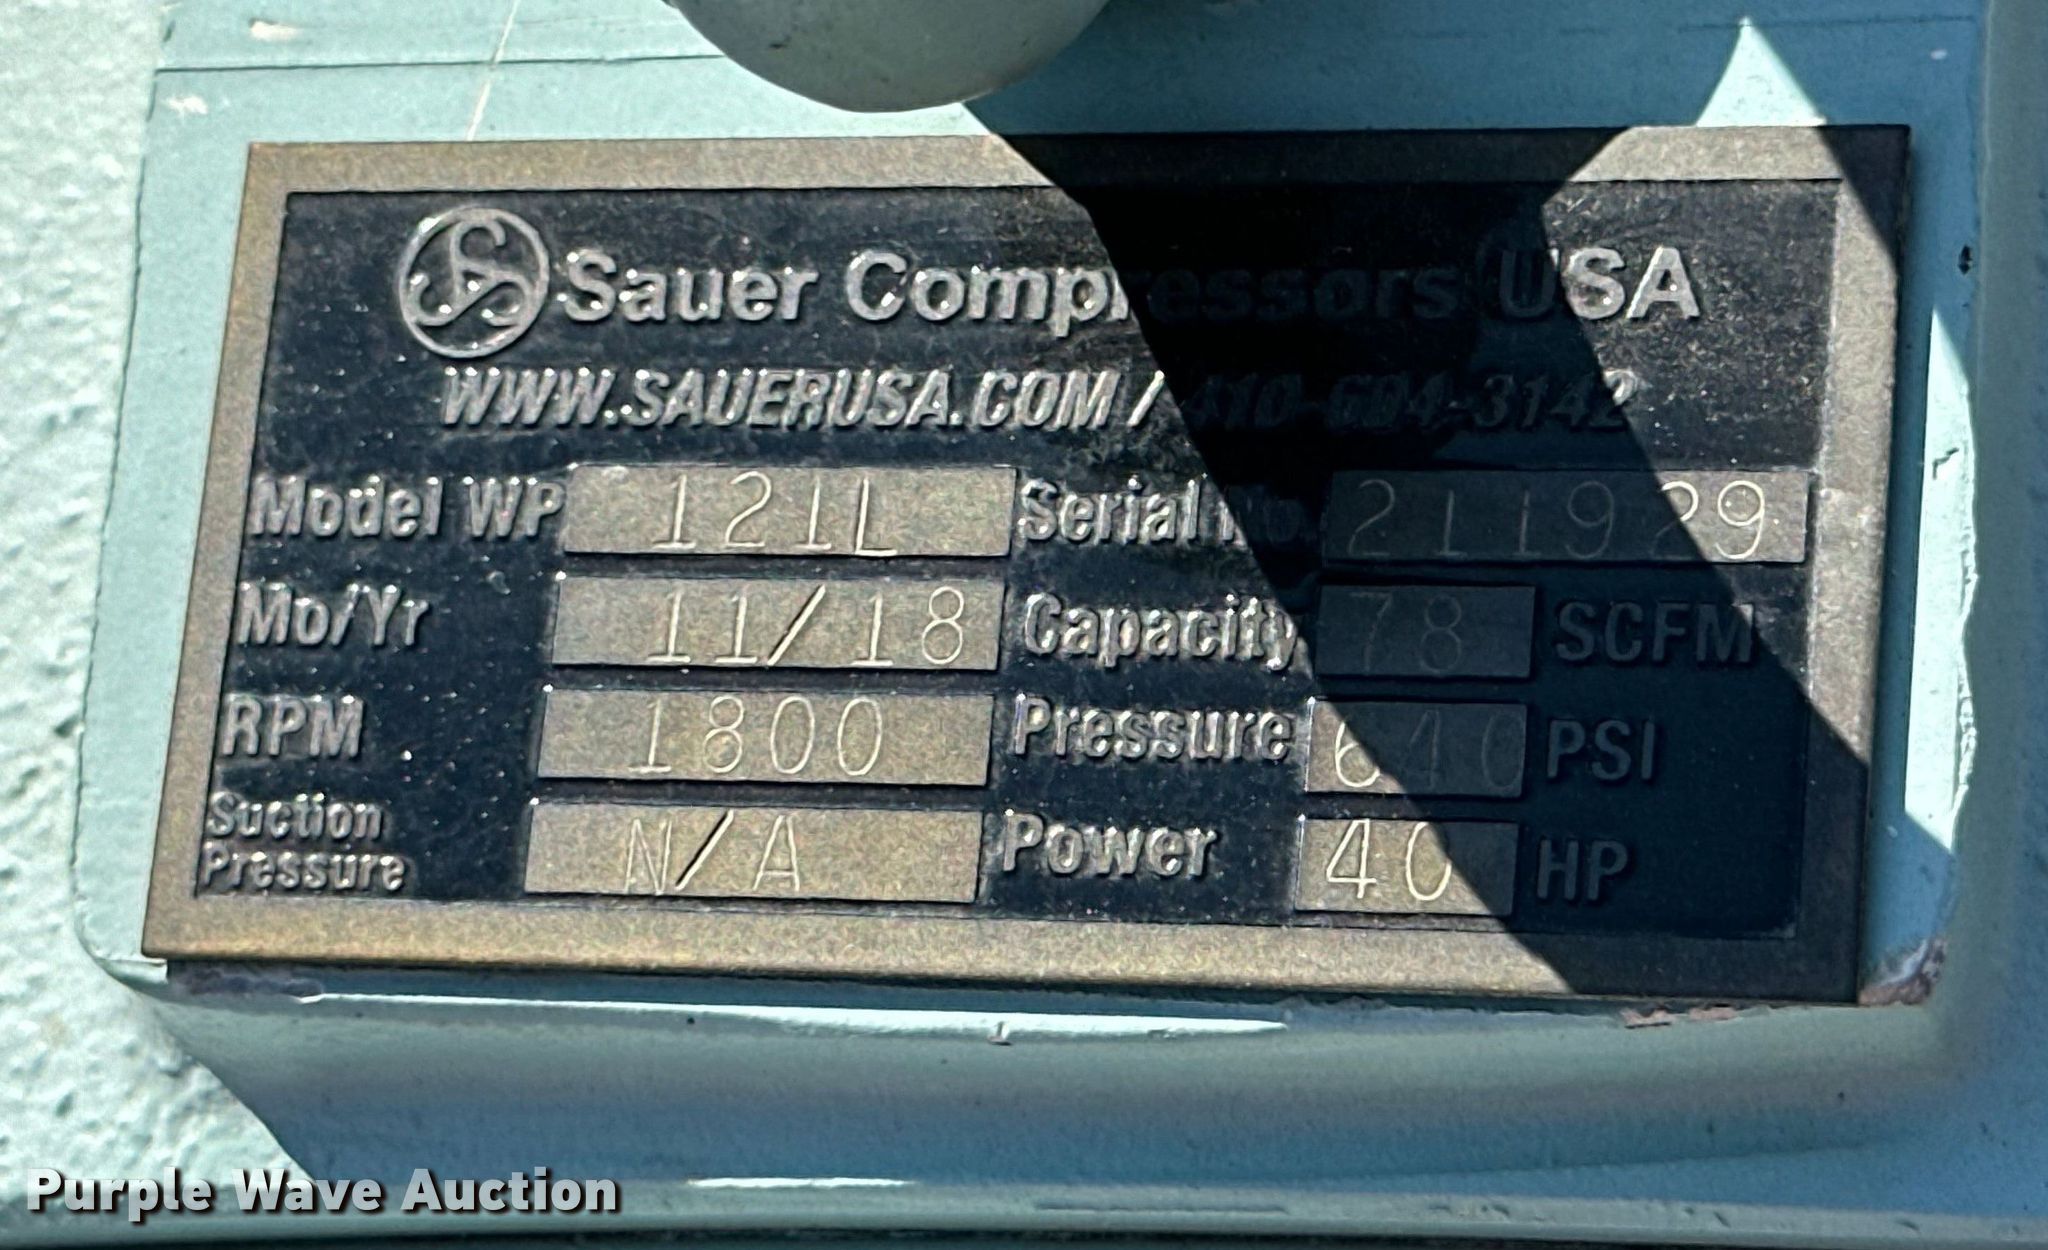 Sauer Compressors USA
WWW.SAUERUSA.COM / 410-604-3142
Model WP 121L Serial No. 211929
Mo/Yr 11/18 Capacity 78 SCFM
RPM 1800 Pressure 640 PSI
Suction Pressure N/A Power 40 HP
Purple Wave Auction